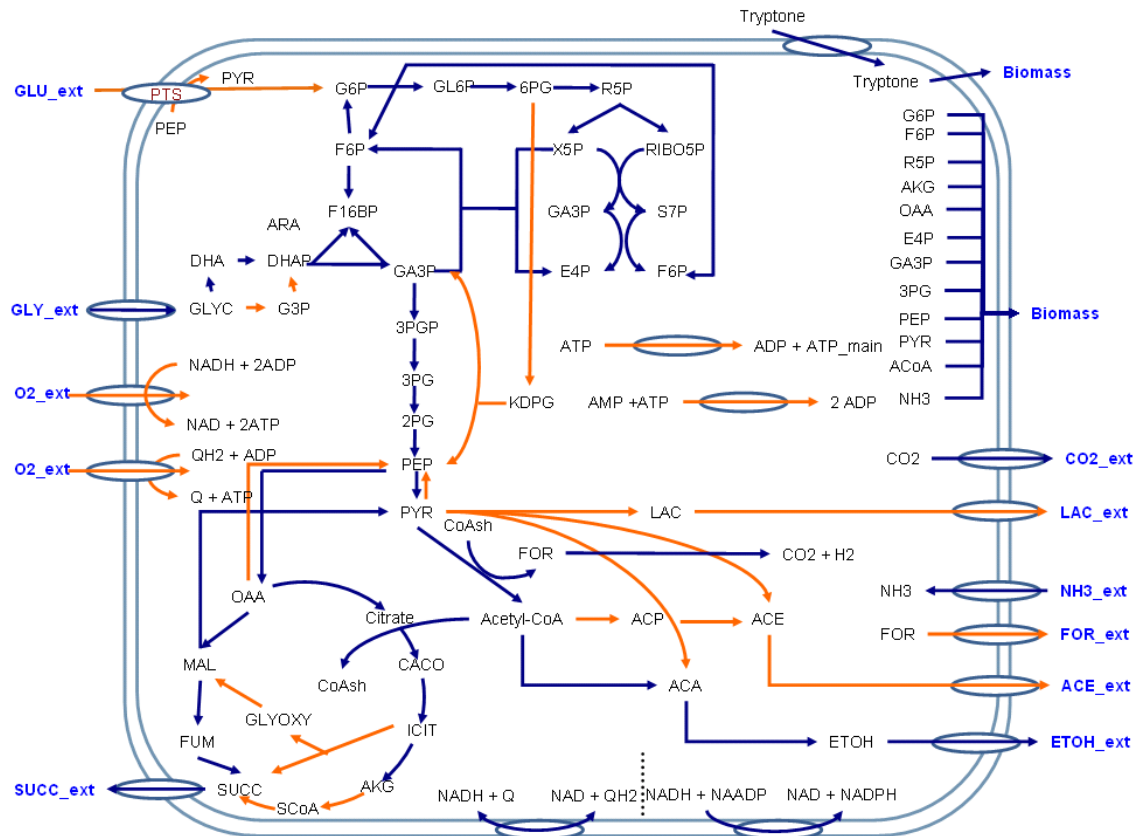 Tryptone
GLU_ext
PTS
PYR
PEP
G6P
GL6P
6PG
R5P
Tryptone
Biomass
F6P
X5P
RIBO5P
F16BP
GA3P
S7P
ARA
DHA
DHAP
GA3P
E4P
F6P
GLY_ext
GLYC
G3P
3PGP
G6P
F6P
R5P
AKG
OAA
E4P
GA3P
3PG
PEP
PYR
ACoA
NH3
Biomass
ATP
ADP + ATP_main
O2_ext
NADH + 2ADP
NAD + 2ATP
3PG
KDPG
AMP +ATP
2 ADP
2PG
O2_ext
QH2 + ADP
Q + ATP
PEP
CO2
CO2_ext
PYR
CoAsh
LAC
LAC_ext
FOR
CO2 + H2
OAA
Citrate
Acetyl-CoA
ACP
ACE
NH3
NH3_ext
FOR
FOR_ext
MAL
CoAsh
CACO
ACA
ACE_ext
GLYOXY
ICIT
FUM
ETOH
ETOH_ext
SUCC_ext
SUCC
SCoA
AKG
NADH + Q
NAD + QH2
NADH + NAADP
NAD + NADPH